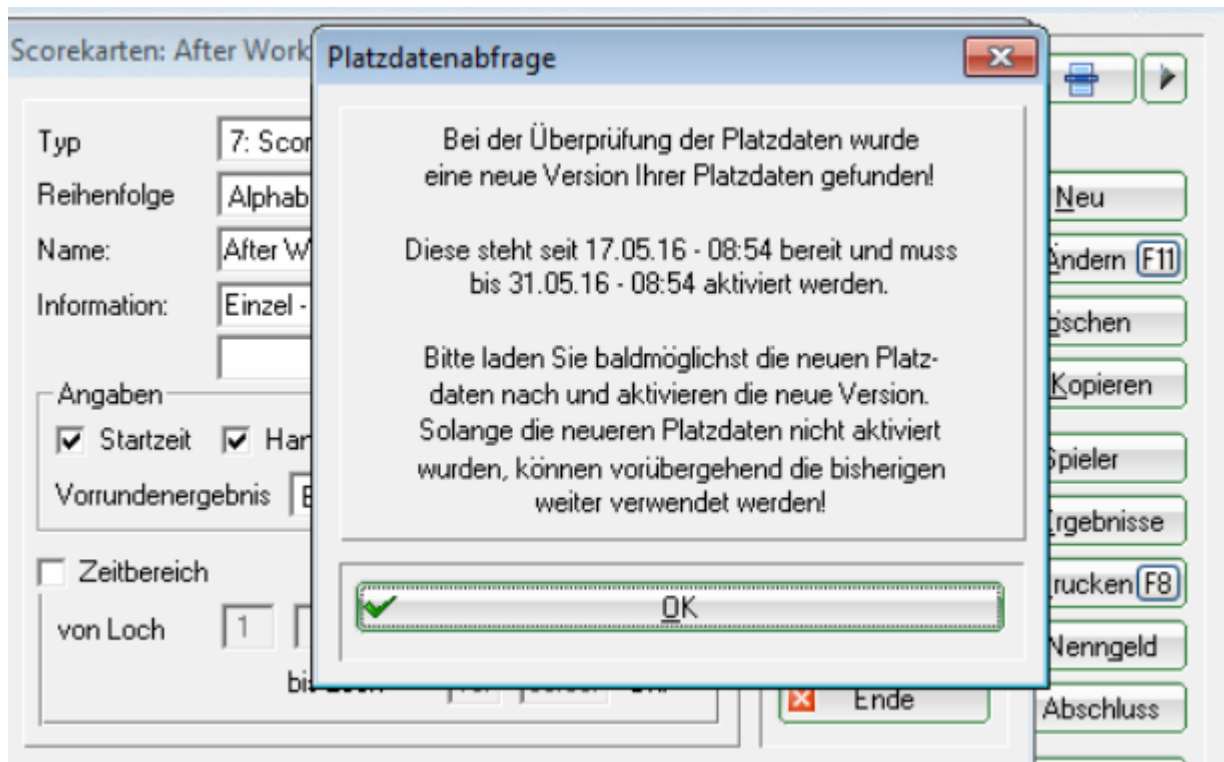 Scorekarten: After Work
Platzdatenabfrage
Typ
7: Scor
Reihenfolge
Alphab
Name:
After W
Information:
Einzel -
Angaben
Startzeit
Har
Vorrundenergebnis
Zeitbereich
von Loch
1
Bei der Überprüfung der Platzdaten wurde
eine neue Version Ihrer Platzdaten gefunden!
Diese steht seit 17.05.16 - 08:54 bereit und muss
bis 31.05.16 - 08:54 aktiviert werden.
Bitte laden Sie baldmöglichst die neuen Platz-
daten nach und aktivieren die neue Version.
Solange die neueren Platzdaten nicht aktiviert
wurden, können vorübergehend die bisherigen
weiter verwendet werden!
OK
Neu
Ändern F11
öschen
Kopieren
Spieler
rgebnisse
rucken F8
Nenngeld
Ende
Abschluss